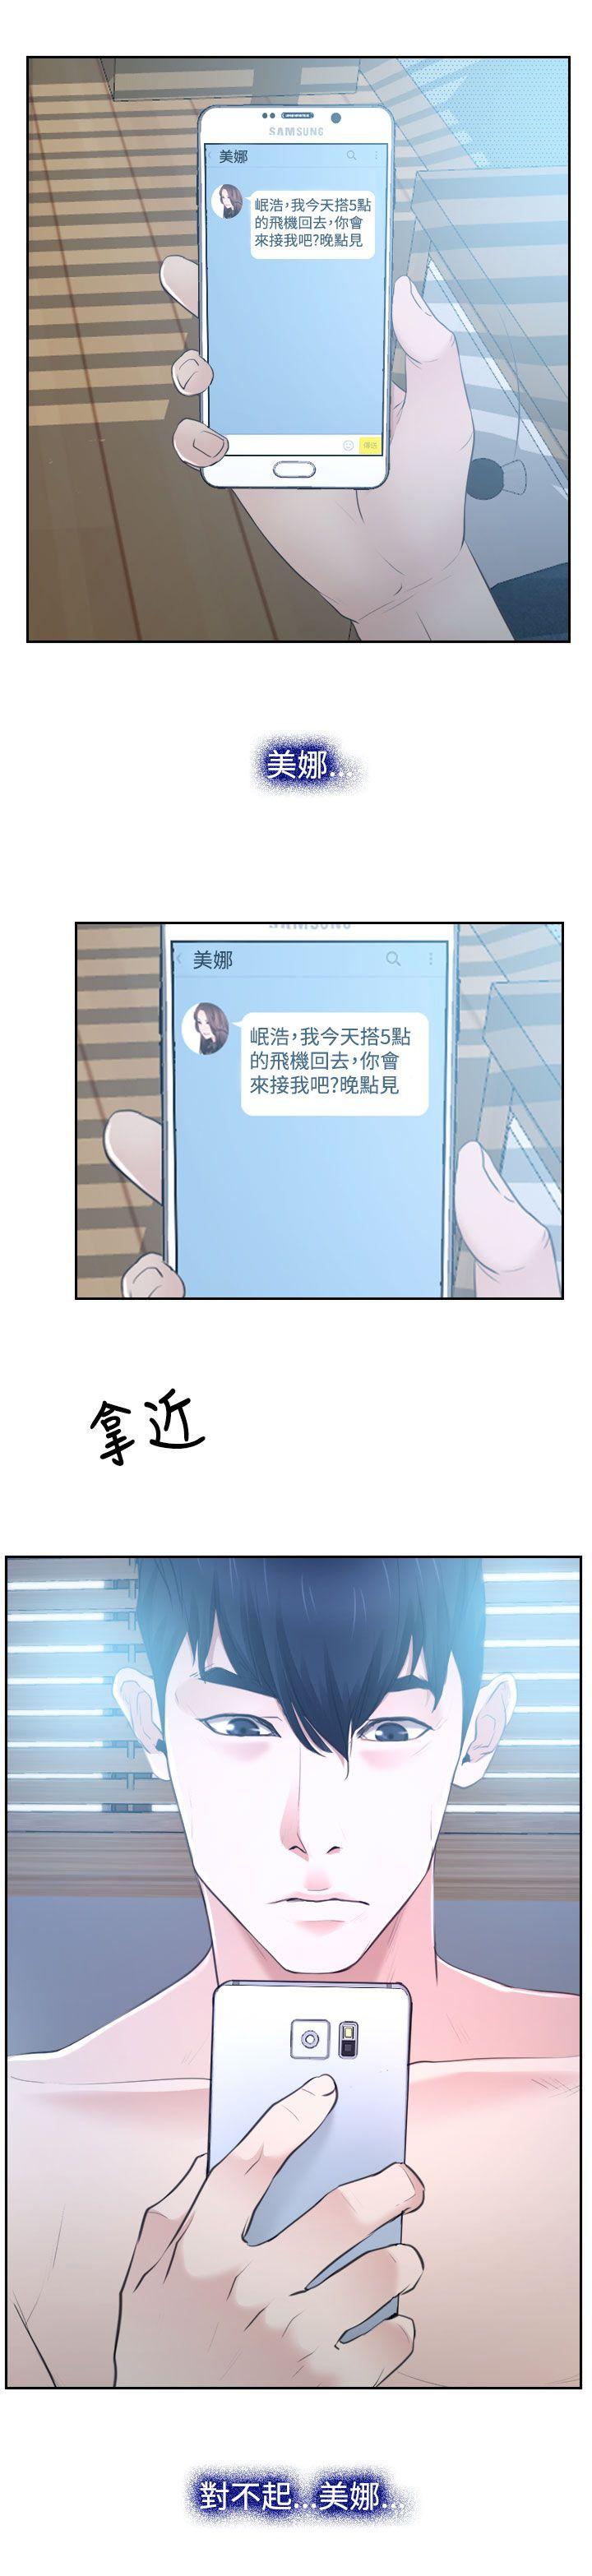 SAMSUNG
美娜
岷浩,我今天搭5點
的飛機回去,你會
來接我吧?晚點見
傳送
美娜...
SAMSUNG
美娜
岷浩,我今天搭5點
的飛機回去,你會
來接我吧?晚點見
拿近
對不起...美娜...